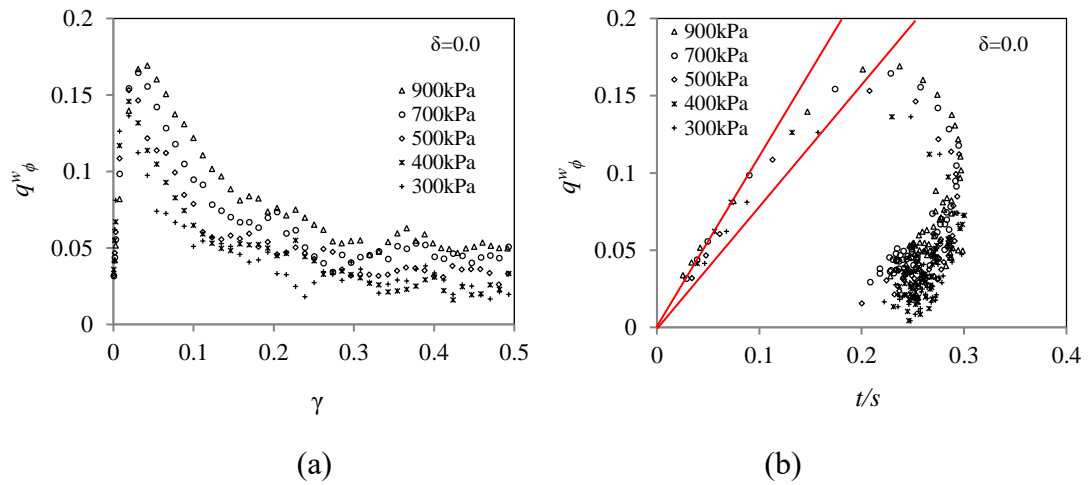 0.2
0.15
0.1
0.05
0
q^w_ϕ
δ=0.0
900kPa
700kPa
500kPa
400kPa
300kPa
0 0.1 0.2 0.3 0.4 0.5
γ
(a)
0.2
0.15
0.1
0.05
0
q^w_ϕ
900kPa
700kPa
500kPa
400kPa
300kPa
δ=0.0
0 0.1 0.2 0.3 0.4
t/s
(b)